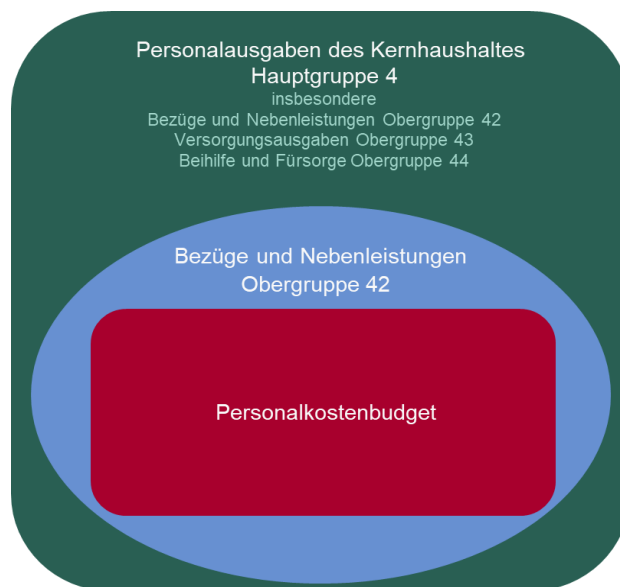 Personalausgaben des Kernhaushaltes
Hauptgruppe 4
insbesondere
Bezüge und Nebenleistungen Obergruppe 42
Versorgungsausgaben Obergruppe 43
Beihilfe und Fürsorge Obergruppe 44
Bezüge und Nebenleistungen
Obergruppe 42
Personalkostenbudget